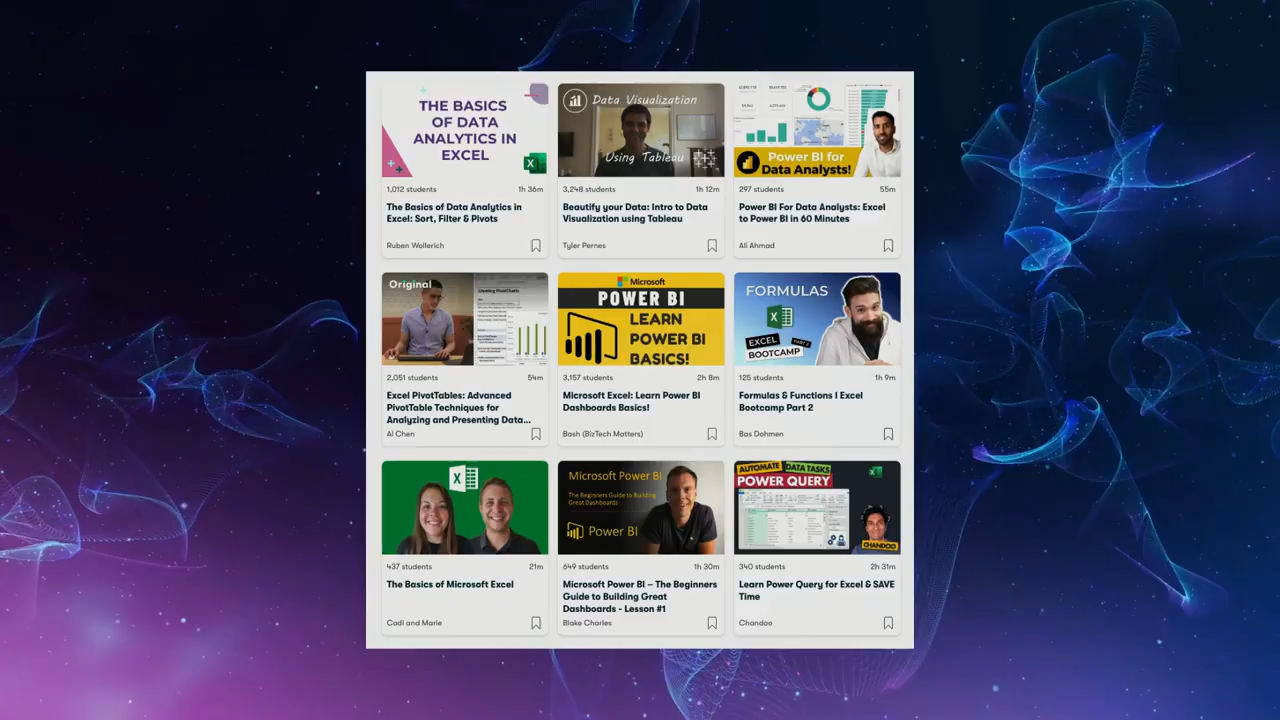 THE BASICS
OF DATA
ANALYTICS IN
EXCEL
1,012 students 1h 36m
The Basics of Data Analytics in
Excel: Sort, Filter & Pivots
Ruben Wollerich
Data Visualization
Using Tableau
3,248 students 1h 12m
Beautify your Data: Intro to Data
Visualization using Tableau
Tyler Pernes
Power BI for
Data Analysts!
297 students 55m
Power BI For Data Analysts: Excel
to Power BI in 60 Minutes
Ali Ahmad
Original
Creating PivotCharts
2,051 students 54m
Excel PivotTables: Advanced
PivotTable Techniques for
Analyzing and Presenting Data...
Al Chen
Microsoft
POWER BI
LEARN
POWER BI
BASICS!
3,157 students 2h 8m
Microsoft Excel: Learn Power BI
Dashboards Basics!
Bash (BizTech Matters)
FORMULAS
X
EXCEL
PART 2
BOOTCAMP
125 students 1h 9m
Formulas & Functions | Excel
Bootcamp Part 2
Bas Dohmen
X
437 students 21m
The Basics of Microsoft Excel
Codi and Marie
Microsoft Power BI
The Beginners Guide to Building
Great Dashboards
Power BI
649 students 1h 30m
Microsoft Power BI – The Beginners
Guide to Building Great
Dashboards - Lesson #1
Blake Charles
AUTOMATE DATA TASKS
POWER QUERY
CHANDOO
340 students 2h 31m
Learn Power Query for Excel & SAVE
Time
Chandoo